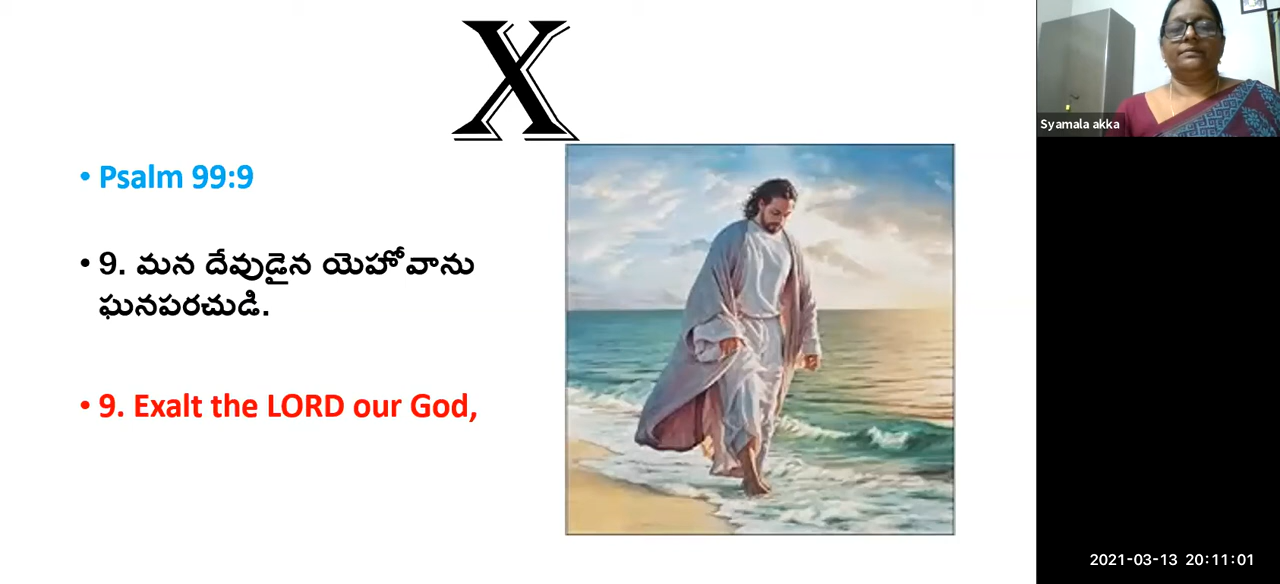 X
• Psalm 99:9
• 9. మన దేవుడైన యెహోవాను
ఘనపరచుడి.
• 9. Exalt the LORD our God,
Syamala akka
2021-03-13 20:11:01